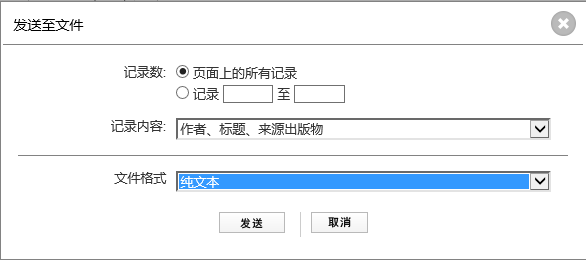 发送至文件
记录数: 页面上的所有记录
记录 至
记录内容: 作者、标题、来源出版物
文件格式 纯文本
发送 取消